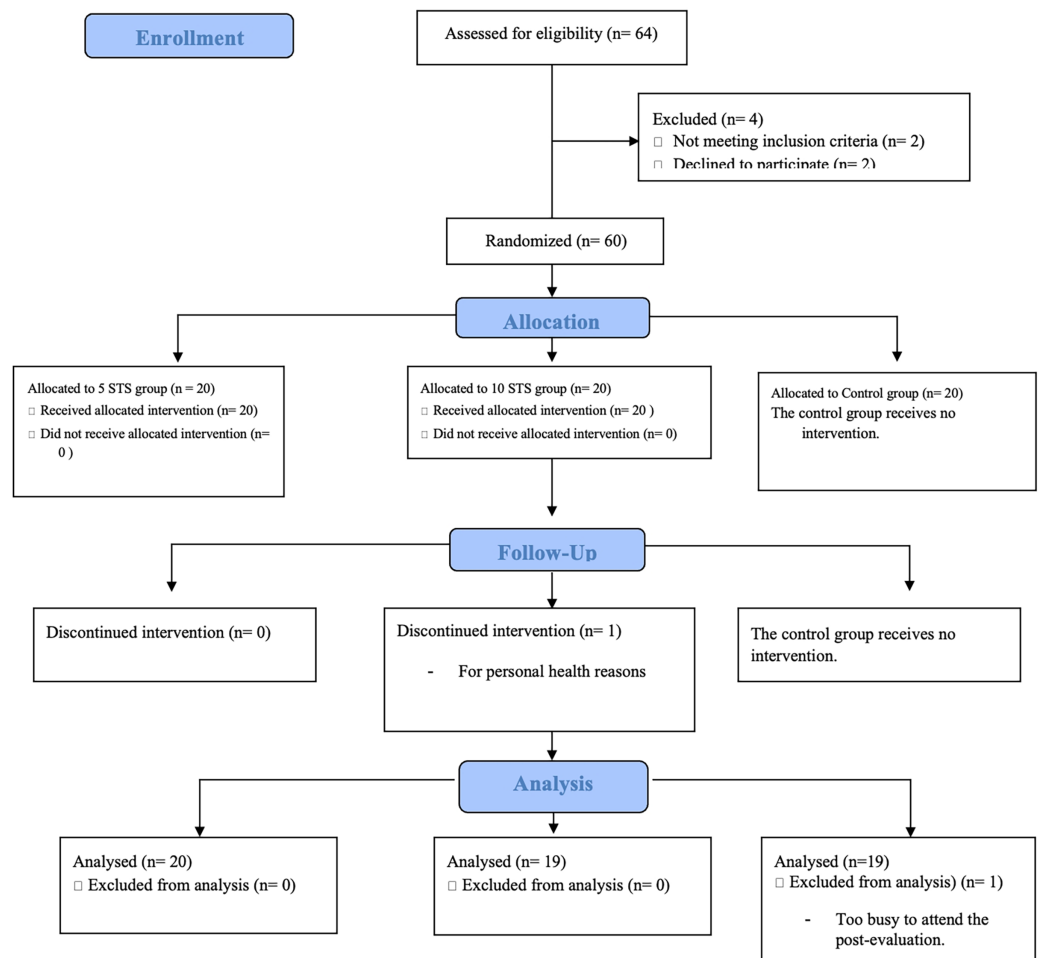 Enrollment
Assessed for eligibility (n= 64)
Excluded (n= 4)
□ Not meeting inclusion criteria (n= 2)
□ Declined to participate (n= 2)
Randomized (n= 60)
Allocation
Allocated to 5 STS group (n = 20)
□ Received allocated intervention (n= 20)
□ Did not receive allocated intervention (n=
0 )
Allocated to 10 STS group (n= 20)
□ Received allocated intervention (n= 20 )
□ Did not receive allocated intervention (n= 0)
Allocated to Control group (n= 20)
The control group receives no
intervention.
Follow-Up
Discontinued intervention (n= 0)
Discontinued intervention (n= 1)
- For personal health reasons
The control group receives no
intervention.
Analysis
Analysed (n= 20)
□ Excluded from analysis (n= 0)
Analysed (n= 19)
□ Excluded from analysis (n= 0)
Analysed (n=19)
□ Excluded from analysis) (n= 1)
- Too busy to attend the
post-evaluation.